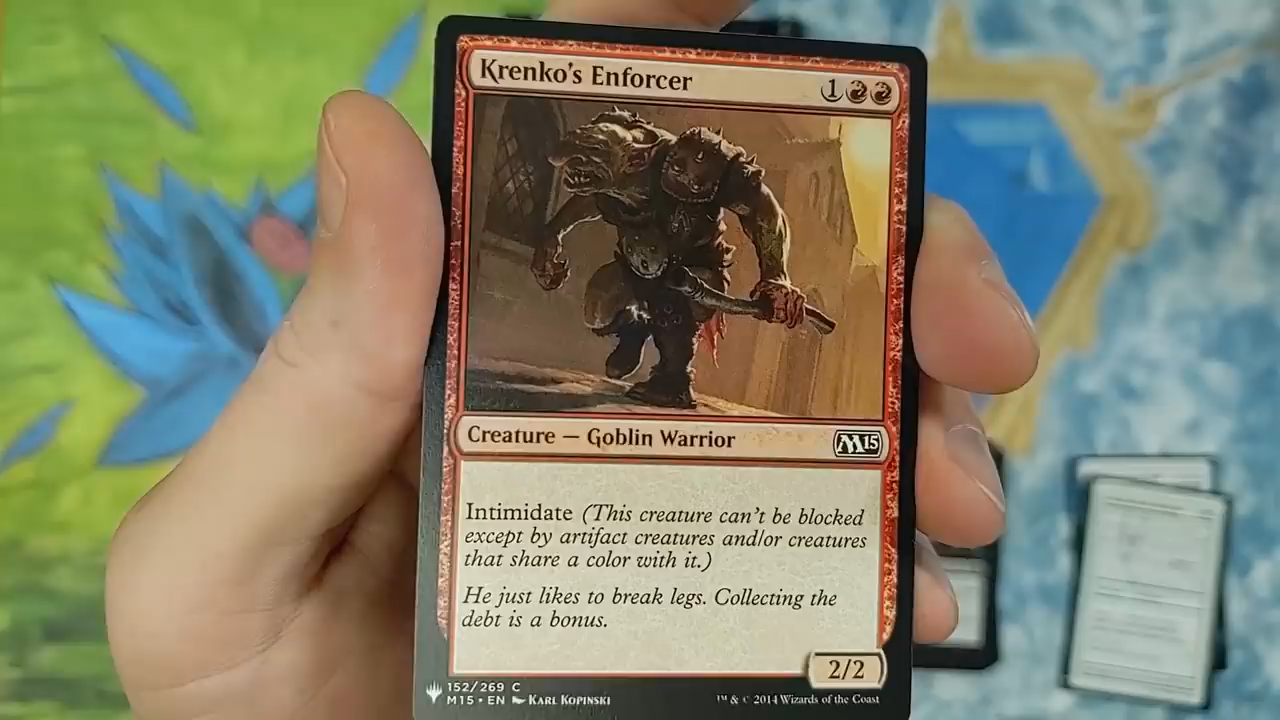 Krenko's Enforcer 1
Creature — Goblin Warrior M15
Intimidate (This creature can't be blocked
except by artifact creatures and/or creatures
that share a color with it.)
He just likes to break legs. Collecting the
debt is a bonus.
2/2
152/269 C
M15 • EN Karl Kopinski ™ & © 2014 Wizards of the Coast